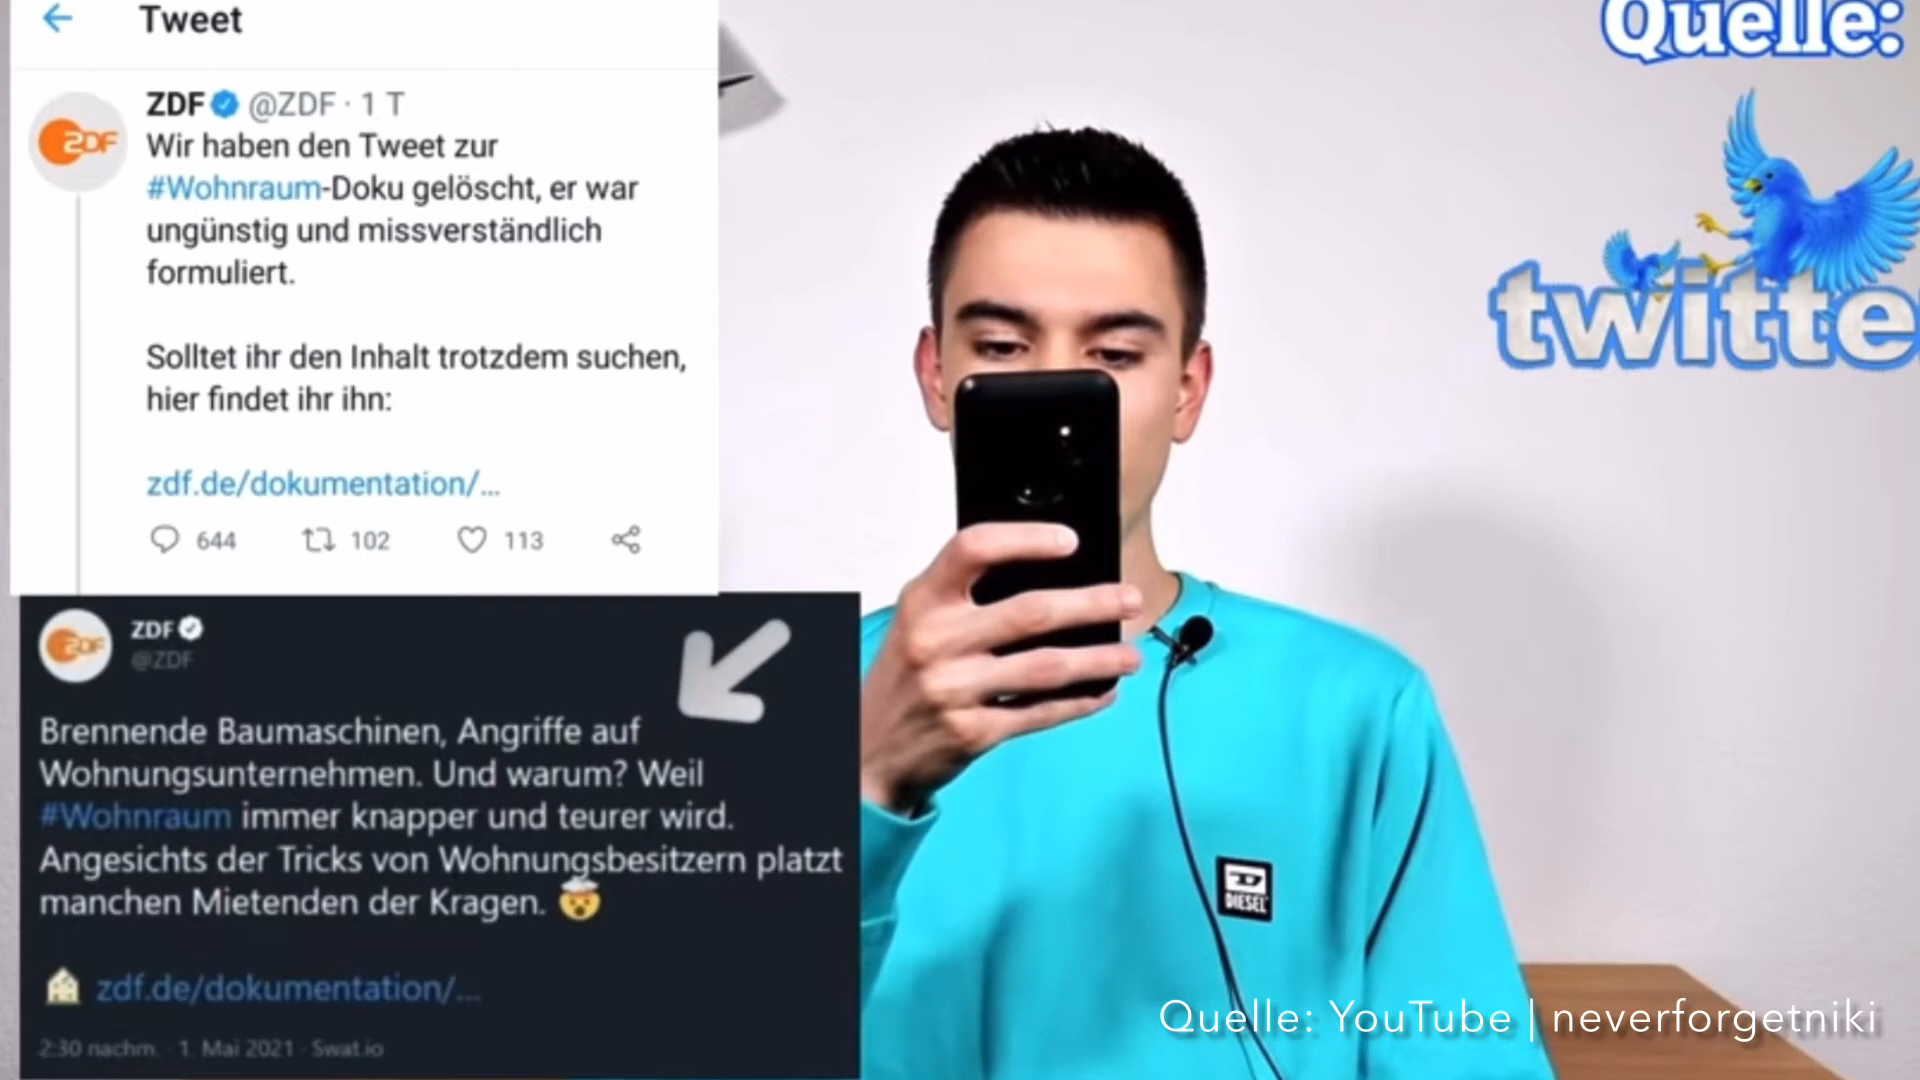 Tweet
ZDF @ZDF · 1 T
Wir haben den Tweet zur
#Wohnraum-Doku gelöscht, er war
ungünstig und missverständlich
formuliert.
Solltet ihr den Inhalt trotzdem suchen,
hier findet ihr ihn:
zdf.de/dokumentation/...
644 102 113
ZDF
@ZDF
Brennende Baumaschinen, Angriffe auf
Wohnungsunternehmen. Und warum? Weil
#Wohnraum immer knapper und teurer wird.
Angesichts der Tricks von Wohnungsbesitzern platzt
manchen Mietenden der Kragen. 🤯
zdf.de/dokumentation/...
2:30 nachm. · 1. Mai 2021 · Swat.io
Quelle:
twitte
DIESEL
Quelle: YouTube | neverforgetniki
ZDF
ZDF